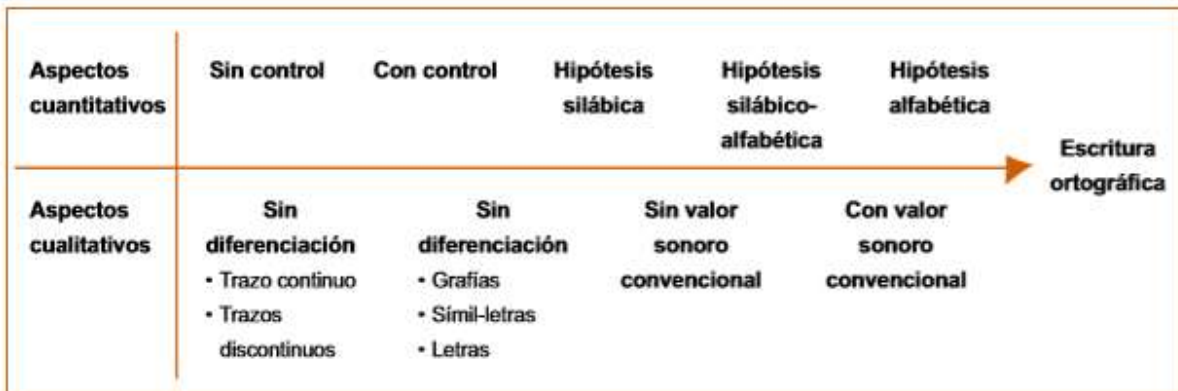 Aspectos cuantitativos
Sin control
Con control
Hipótesis silábica
Hipótesis silábico-alfabética
Hipótesis alfabética
Escritura ortográfica
Aspectos cualitativos
Sin diferenciación
• Trazo continuo
• Trazos discontinuos
Sin diferenciación
• Grafías
• Símil-letras
• Letras
Sin valor sonoro convencional
Con valor sonoro convencional